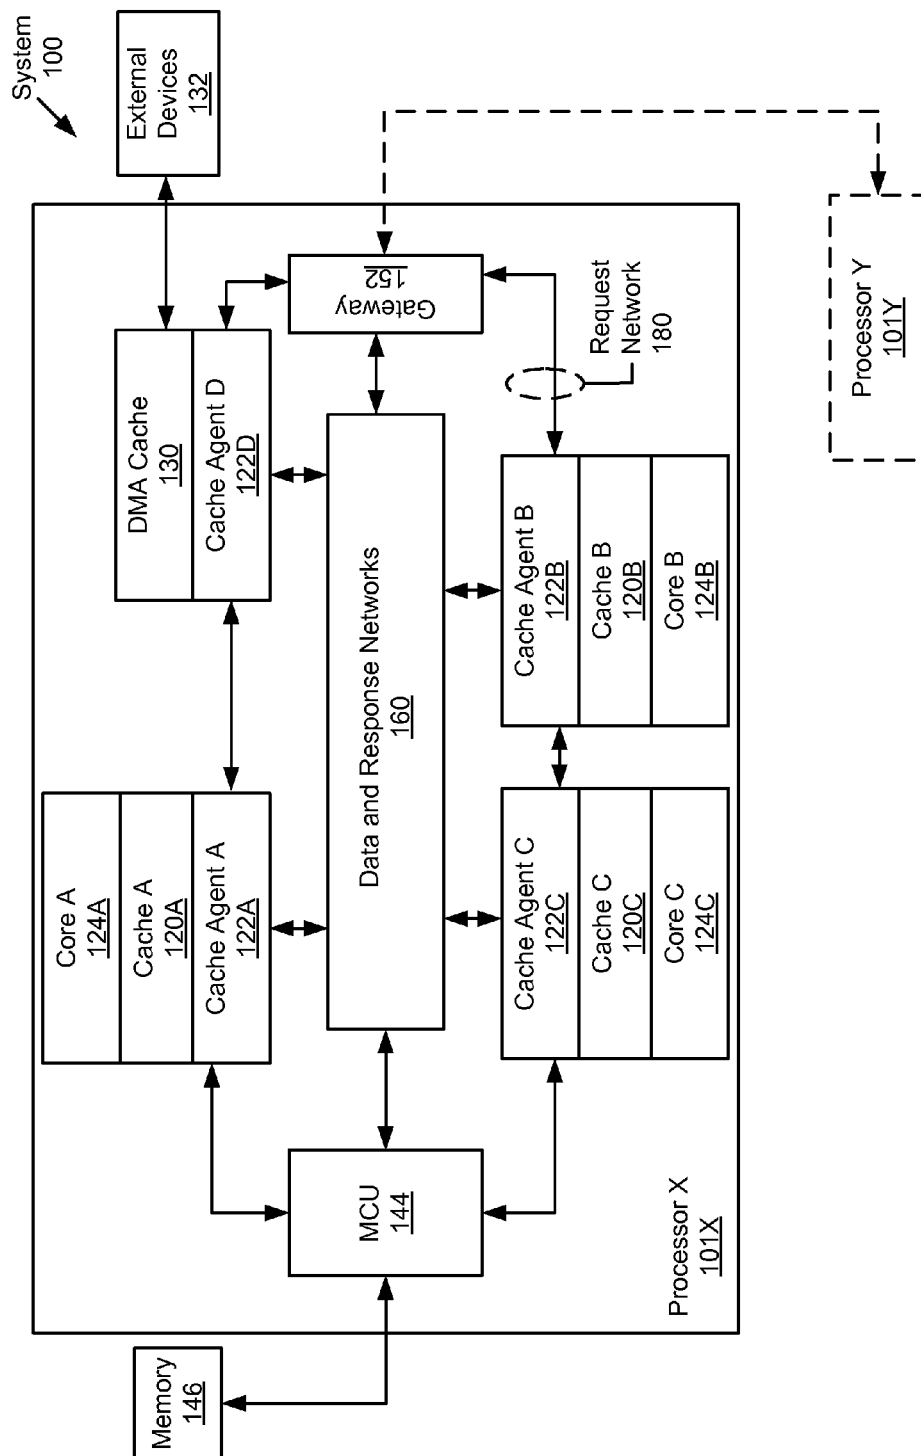 System
100
External
Devices
132
DMA Cache
130
Cache Agent D
122D
Gateway
152
Request
Network
180
Core A
124A
Cache A
120A
Cache Agent A
122A
Data and Response Networks
160
Cache Agent B
122B
Cache B
120B
Core B
124B
Cache Agent C
122C
Cache C
120C
Core C
124C
MCU
144
Memory
146
Processor X
101X
Processor Y
101Y